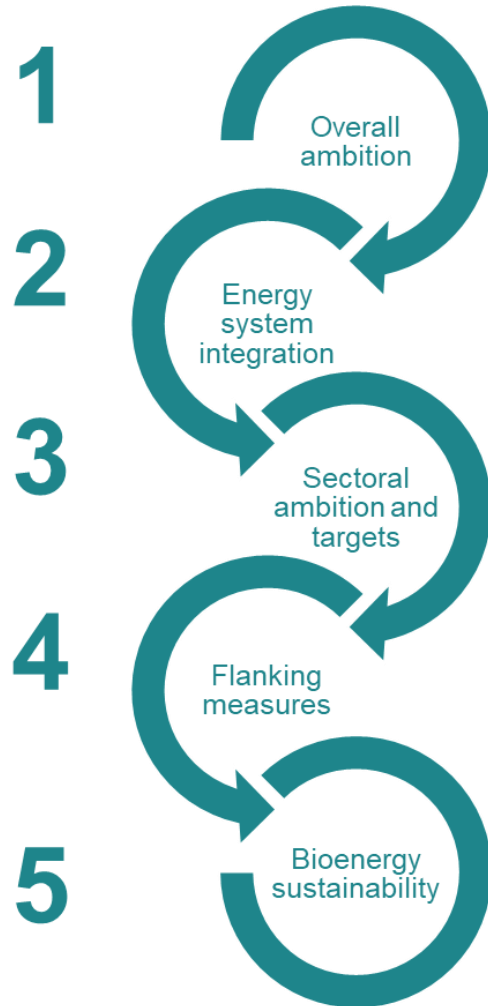 1
Overall
ambition
2
Energy
system
integration
3
Sectoral
ambition and
targets
4
Flanking
measures
5
Bioenergy
sustainability